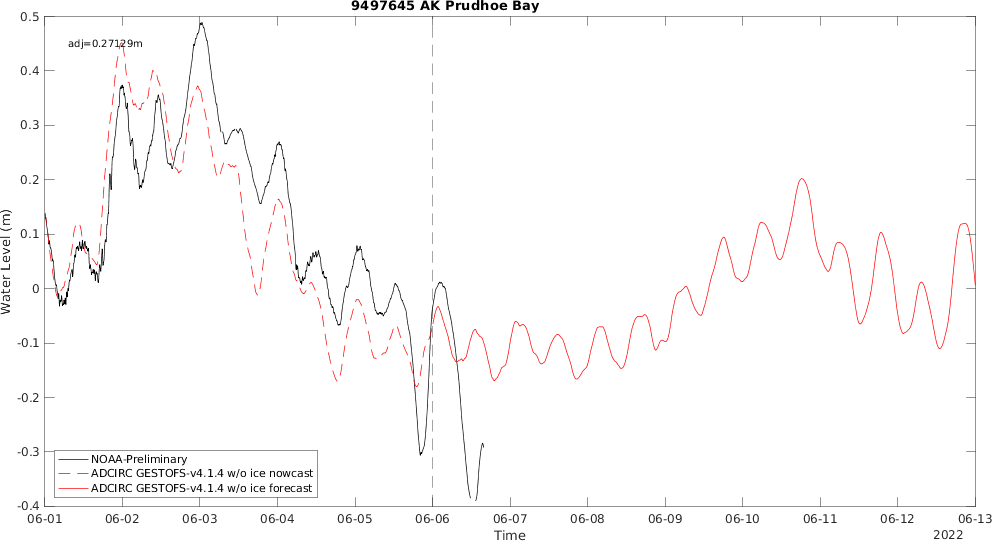 9497645 AK Prudhoe Bay
adj=0.27129m
0.5
0.4
0.3
0.2
0.1
0
-0.1
-0.2
-0.3
-0.4
Water Level (m)
NOAA-Preliminary
ADCIRC GESTOFS-v4.1.4 w/o ice nowcast
ADCIRC GESTOFS-v4.1.4 w/o ice forecast
06-01 06-02 06-03 06-04 06-05 06-06 06-07 06-08 06-09 06-10 06-11 06-12 06-13
Time
2022